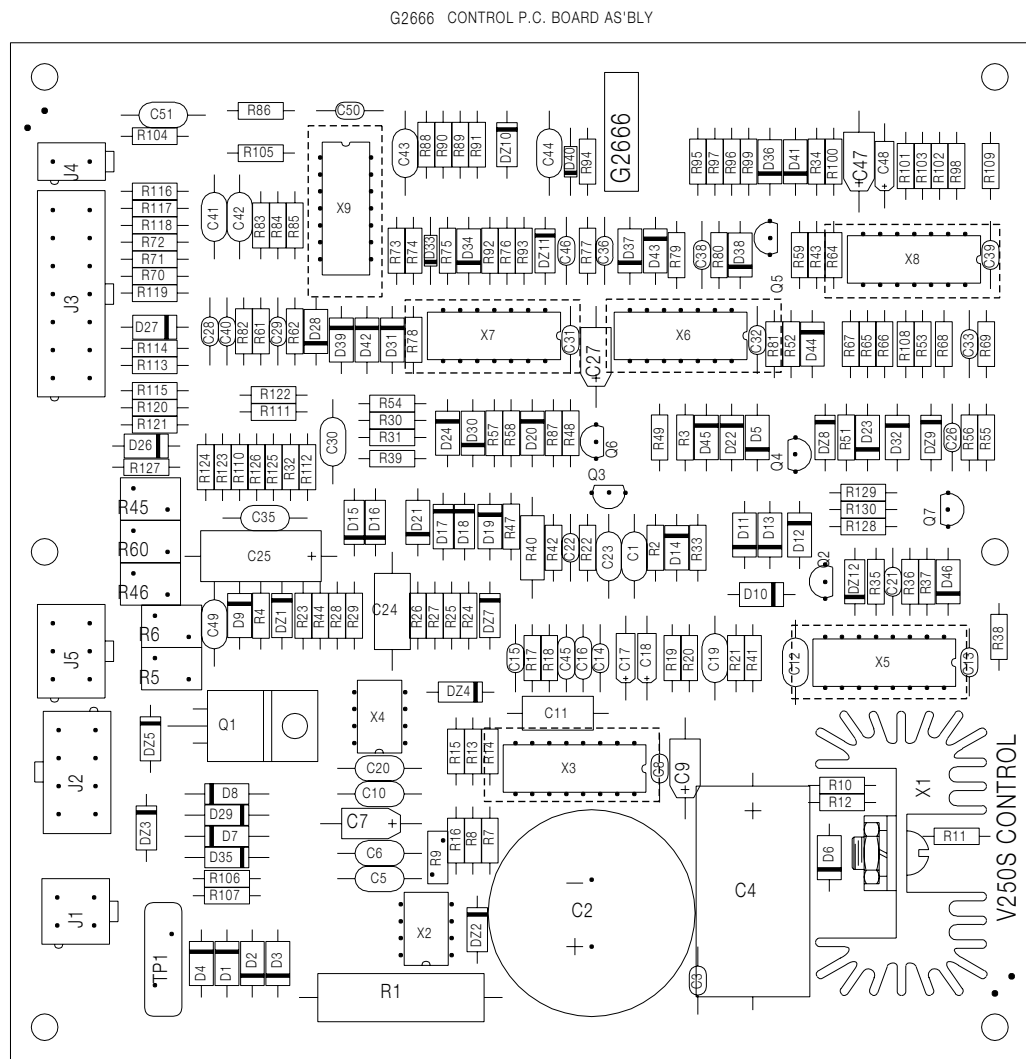 G2666 CONTROL P.C. BOARD AS'BLY
C51
R86
C50
R104
R105
J4
X9
C43
R88
R90
R89
R91
DZ10
C44
D40
R94
G2666
R95
R97
R96
R99
D36
D41
R34
R100
C47
+
C48
+
R101
R103
R102
R98
R109
R116
R117
R118
R72
R71
R70
R119
J3
C41
C42
R83
R84
R85
R73
R74
D33
R75
D34
R92
R76
R93
DZ11
C46
R77
C36
D37
D43
R79
C38
R80
D38
Q5
R59
R43
R64
X8
C39
D27
R114
R113
C28
C40
R82
R61
C29
R62
D28
D39
D42
D31
R78
X7
C31
C27
+
X6
C32
R81
R52
D44
R67
R65
R66
R108
R53
R68
C33
R69
R115
R120
R121
R122
R111
R54
R30
R31
R39
D26
R127
R124
R123
R110
R126
R125
R32
R112
C30
D24
D30
R57
R58
D20
R87
R48
Q6
R49
R3
D45
D22
D5
Q4
DZ8
R51
D23
D32
DZ9
C26
R56
R55
Q3
R45
R60
R46
C35
C25
+
D15
D16
D21
D17
D18
D19
R47
R40
R42
C22
R22
C23
C1
R2
D14
R33
D11
D13
D12
R129
R130
R128
Q7
Q2
D10
DZ12
R35
C21
R36
R37
D46
R38
R6
R5
C49
D9
R4
DZ1
R23
R44
R28
R29
C24
R26
R27
R25
R24
DZ7
J5
C15
R17
R18
C45
C16
C14
C17
+
C18
+
R19
R20
C19
R21
R41
C12
X5
C13
Q1
X4
DZ4
C11
DZ5
J2
R15
R13
R14
X3
C8
C9
+
C20
C10
C7
+
C6
C5
DZ3
D8
D29
D7
D35
R106
R107
R9
R16
R8
R7
C2
+
C4
+
R10
R12
D6
X1
R11
V250S CONTROL
J1
TP1
D4
D1
D2
D3
X2
DZ2
R1
C3